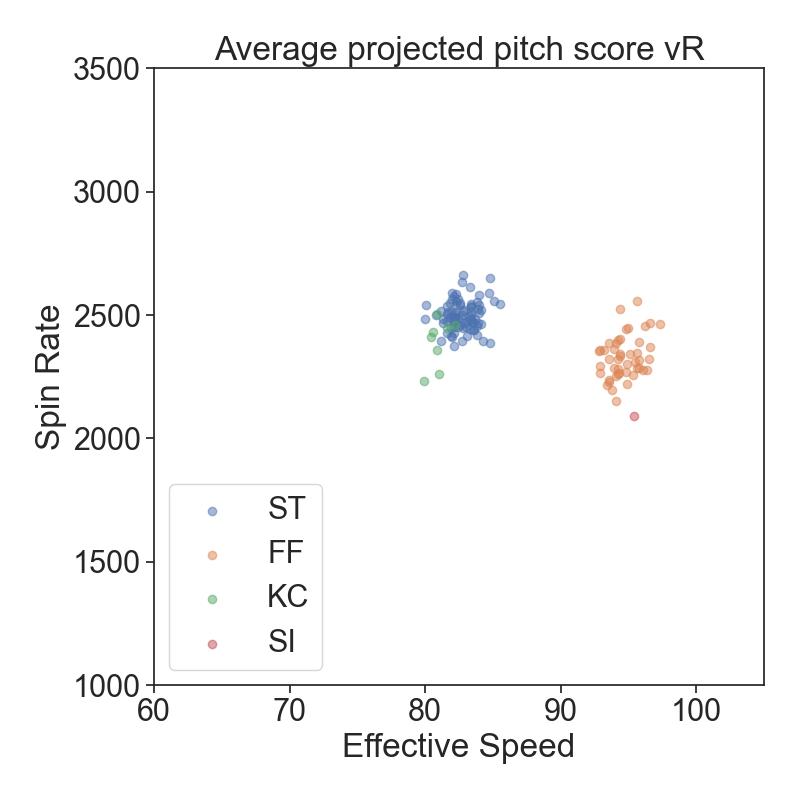 Average projected pitch score vR
3500
3000
2500
2000
1500
1000
Spin Rate
ST
FF
KC
SI
60 70 80 90 100
Effective Speed